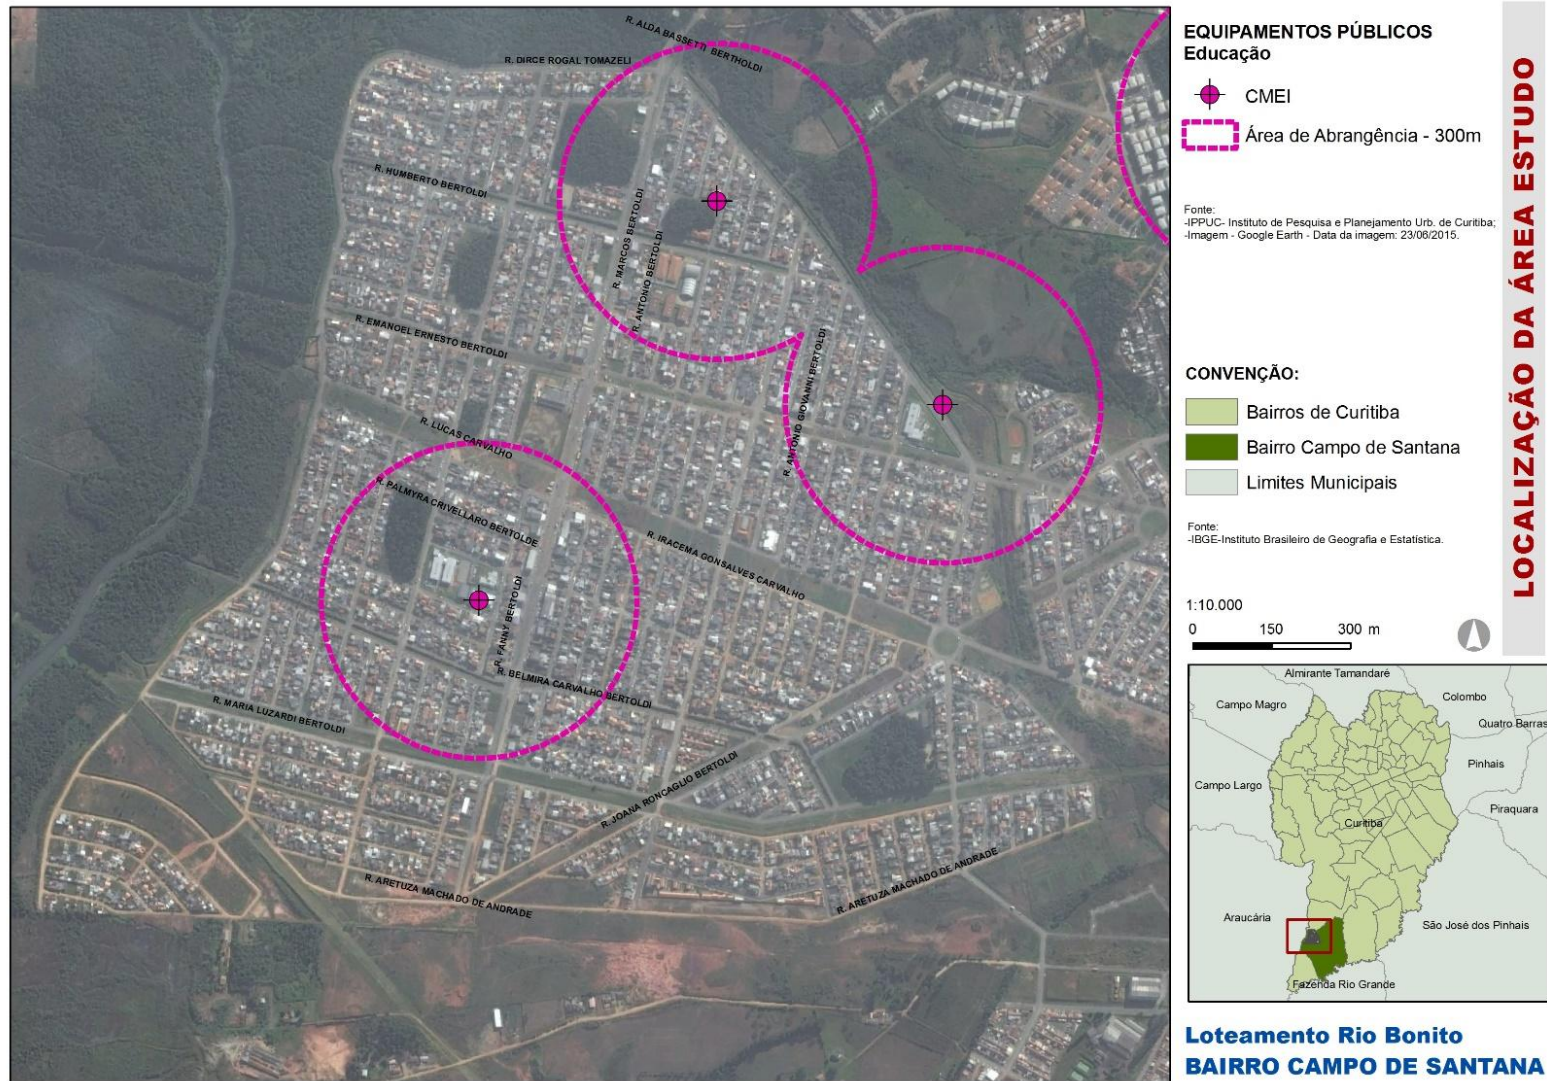 R. ALDA BASSETTI BERTHOLDI
R. DIRCE ROGAL TOMAZELI
R. HUMBERTO BERTOLDI
R. MARCOS BERTOLDI
R. ANTONIO BERTOLDI
R. EMANOEL ERNESTO BERTOLDI
R. ANTONIO GIOVANNI BERTOLDI
R. LUCAS CARVALHO
R. PALMYRA CRIVELLARO BERTOLDE
R. IRACEMA GONSALVES CARVALHO
R. FANNY BERTOLDI
R. BELMIRA CARVALHO BERTOLDI
R. MARIA LUZARDI BERTOLDI
R. JOANA RONCAGLIO BERTOLDI
R. ARETUZA MACHADO DE ANDRADE
R. ARETUZA MACHADO DE ANDRADE
EQUIPAMENTOS PÚBLICOS
Educação
CMEI
Área de Abrangência - 300m
Fonte:
-IPPUC- Instituto de Pesquisa e Planejamento Urb. de Curitiba;
-Imagem - Google Earth - Data da imagem: 23/06/2015.
CONVENÇÃO:
Bairros de Curitiba
Bairro Campo de Santana
Limites Municipais
Fonte:
-IBGE-Instituto Brasileiro de Geografia e Estatística.
1:10.000
0 150 300 m
LOCALIZAÇÃO DA ÁREA ESTUDO
Almirante Tamandaré
Campo Magro
Colombo
Quatro Barras
Pinhais
Campo Largo
Piraquara
Curitiba
Araucária
São José dos Pinhais
Fazenda Rio Grande
Loteamento Rio Bonito
BAIRRO CAMPO DE SANTANA